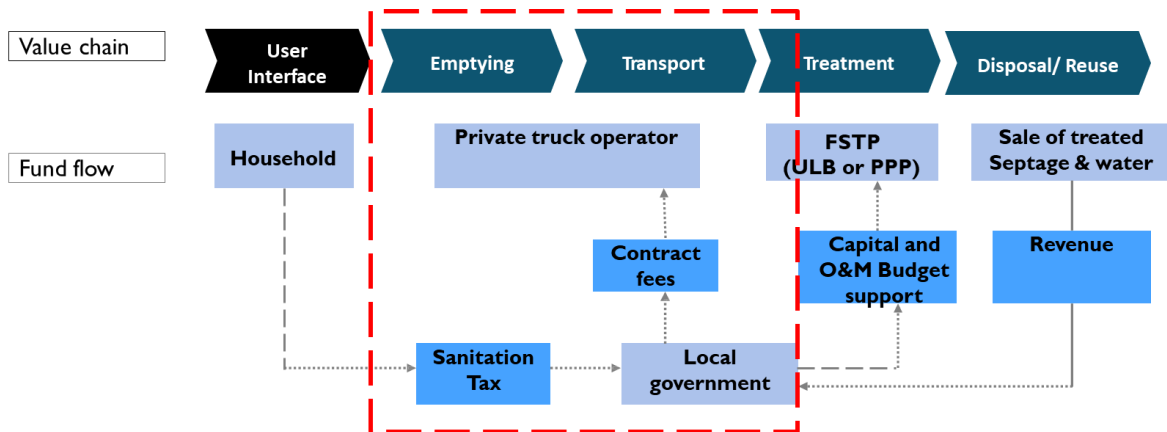 Value chain
User
Interface
Emptying
Transport
Treatment
Disposal/ Reuse
Fund flow
Household
Private truck operator
FSTP
(ULB or PPP)
Sale of treated
Septage & water
Contract
fees
Capital and
O&M Budget
support
Revenue
Sanitation
Tax
Local
government